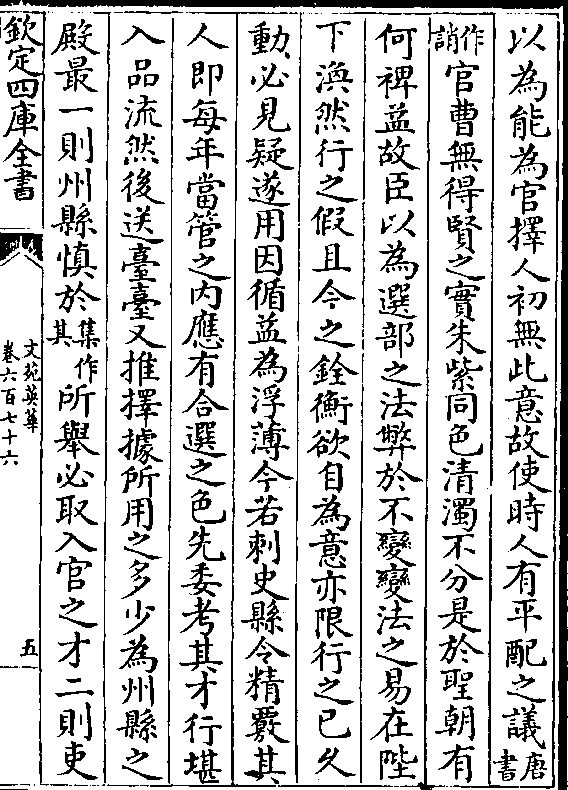 以為能為官擇人初無此意故使時人有平配之議唐書
作誚官曹無得賢之實朱紫同色清濁不分是於聖朝有
何裨益故臣以為選部之法弊於不變變法之易在陛
下渙然行之假且今之銓衡欲自為意亦限行之已久
動必見疑遂用因循益為浮薄今若刺史縣令精覈其
人即每年當管之内應有合選之色先委考其才行堪
入品流然後送臺臺又推擇據所用之多少為州縣之
殿最一則州縣慎於集作其所舉必取入官之才二則吏
欽定四庫全書
文苑英華
卷六百七十六
五